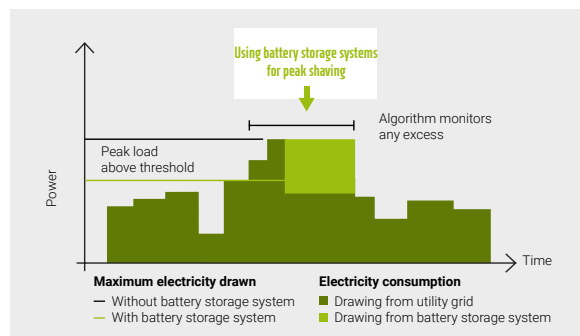 Using battery storage systems
for peak shaving
Algorithm monitors
any excess
Peak load
above threshold
Power
Time
Maximum electricity drawn
Without battery storage system
With battery storage system
Electricity consumption
Drawing from utility grid
Drawing from battery storage system